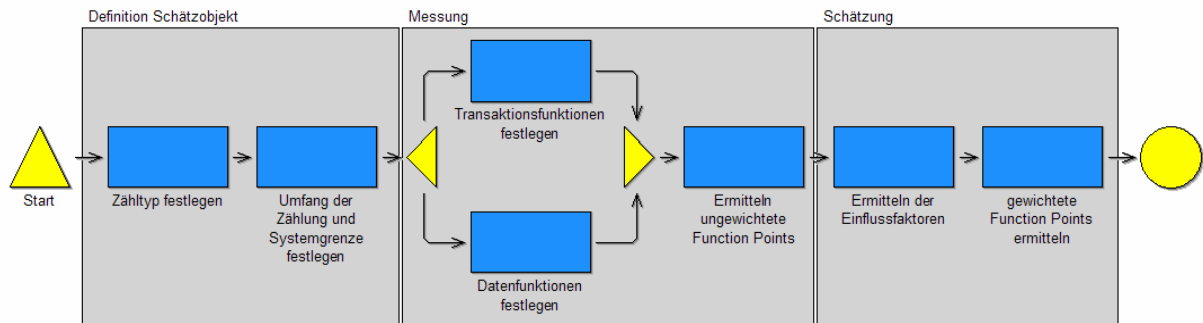 Definition Schätzobjekt
Messung
Schätzung
Start
Zähltyp festlegen
Umfang der
Zählung und
Systemgrenze
festlegen
Transaktionsfunktionen
festlegen
Datenfunktionen
festlegen
Ermitteln
ungewichtete
Function Points
Ermitteln der
Einflussfaktoren
gewichtete
Function Points
ermitteln